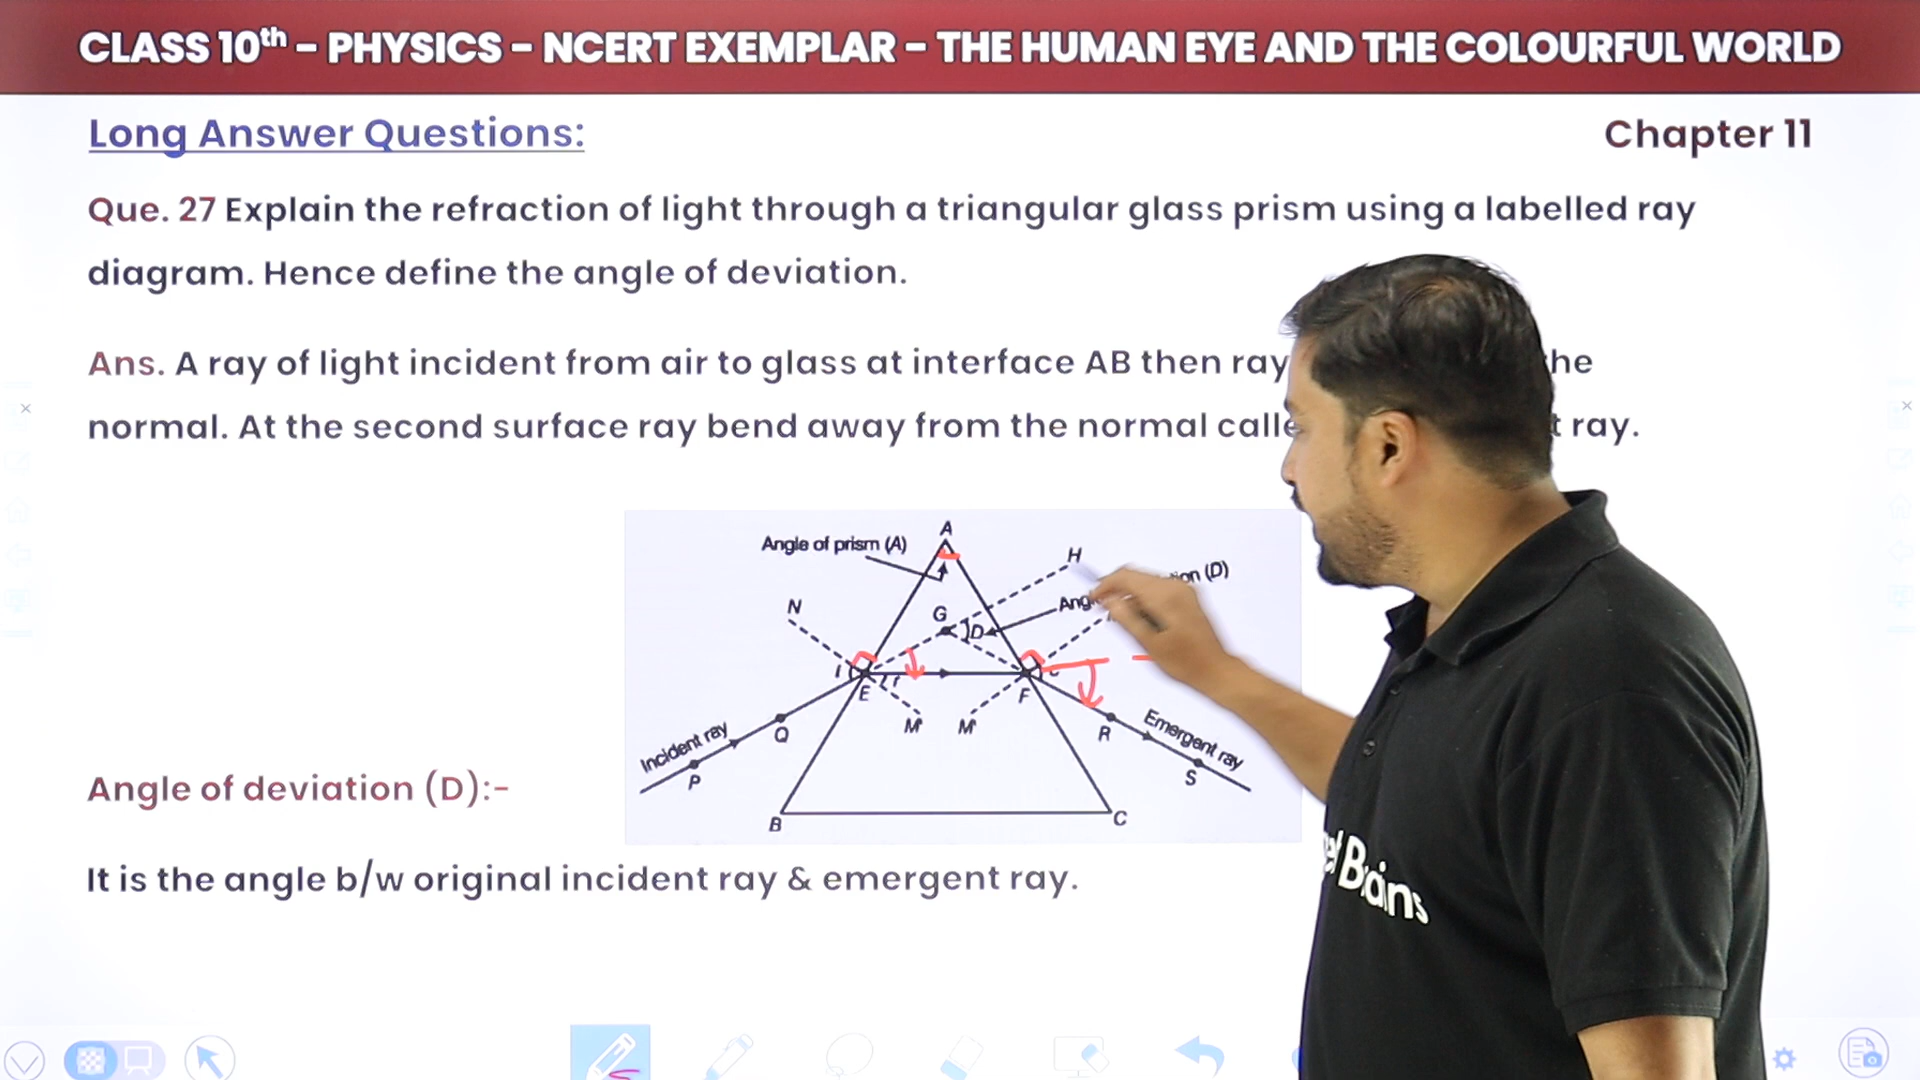 CLASS 10th – PHYSICS – NCERT EXEMPLAR – THE HUMAN EYE AND THE COLOURFUL WORLD
Long Answer Questions:
Chapter 11
Que. 27 Explain the refraction of light through a triangular glass prism using a labelled ray
diagram. Hence define the angle of deviation.
Ans. A ray of light incident from air to glass at interface AB then ray
normal. At the second surface ray bend away from the normal ray.
A
Angle of prism (A)
H
(D)
N
G
D
I
r
E
F
M
M'
Incident ray
Q
P
R
Emergent ray
S
B
C
Angle of deviation (D):-
It is the angle b/w original incident ray & emergent ray.